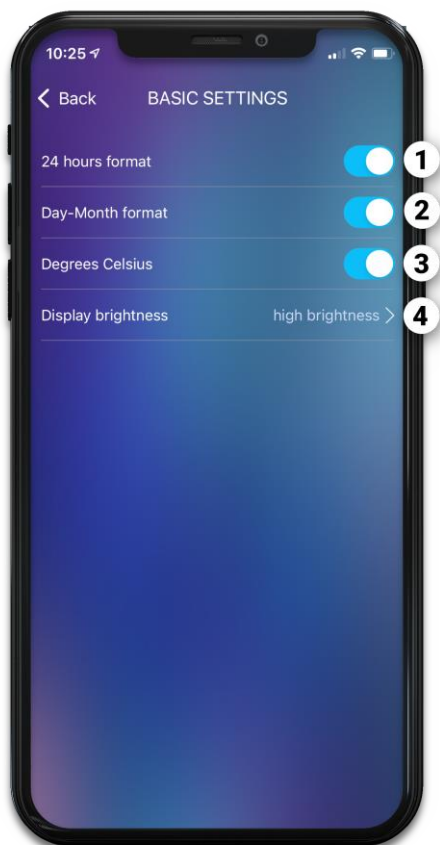 10:25
Back BASIC SETTINGS
24 hours format 1
Day-Month format 2
Degrees Celsius 3
Display brightness high brightness 4